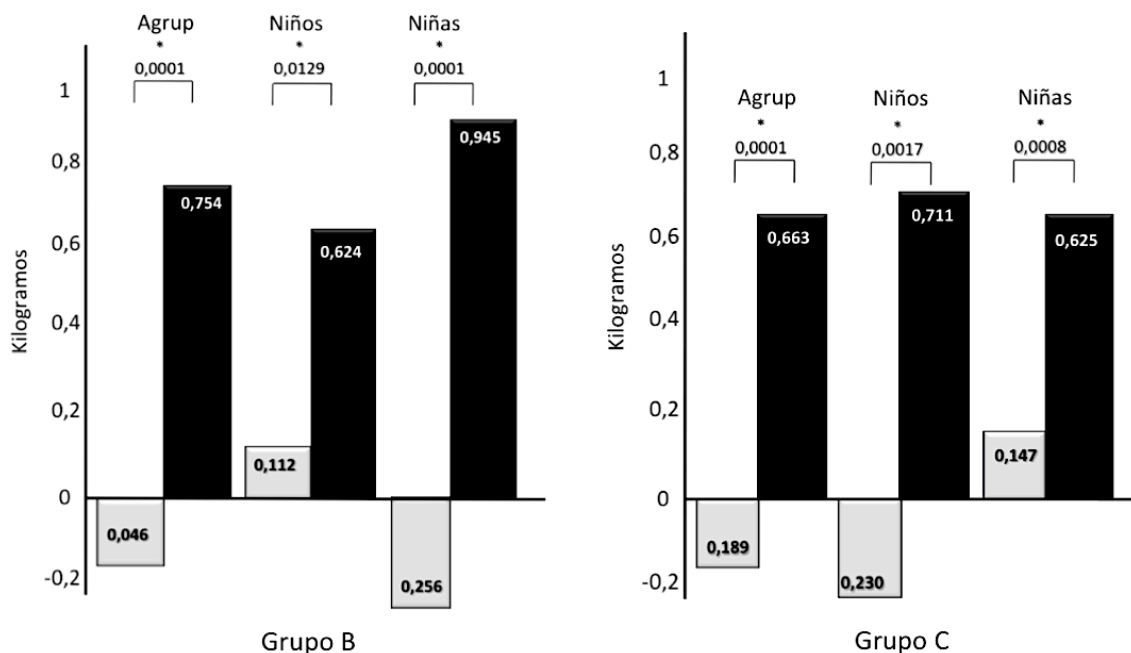 Agrup Niños Niñas
* * *
0,0001 0,0129 0,0001
1
0,8
0,6
0,4
0,2
0
-0,2
Kilogramos
0,754
0,624
0,945
0,112
0,046
0,256
Grupo B
Agrup Niños Niñas
* * *
0,0001 0,0017 0,0008
1
0,8
0,6
0,4
0,2
0
-0,2
Kilogramos
0,663
0,711
0,625
0,147
0,189
0,230
Grupo C